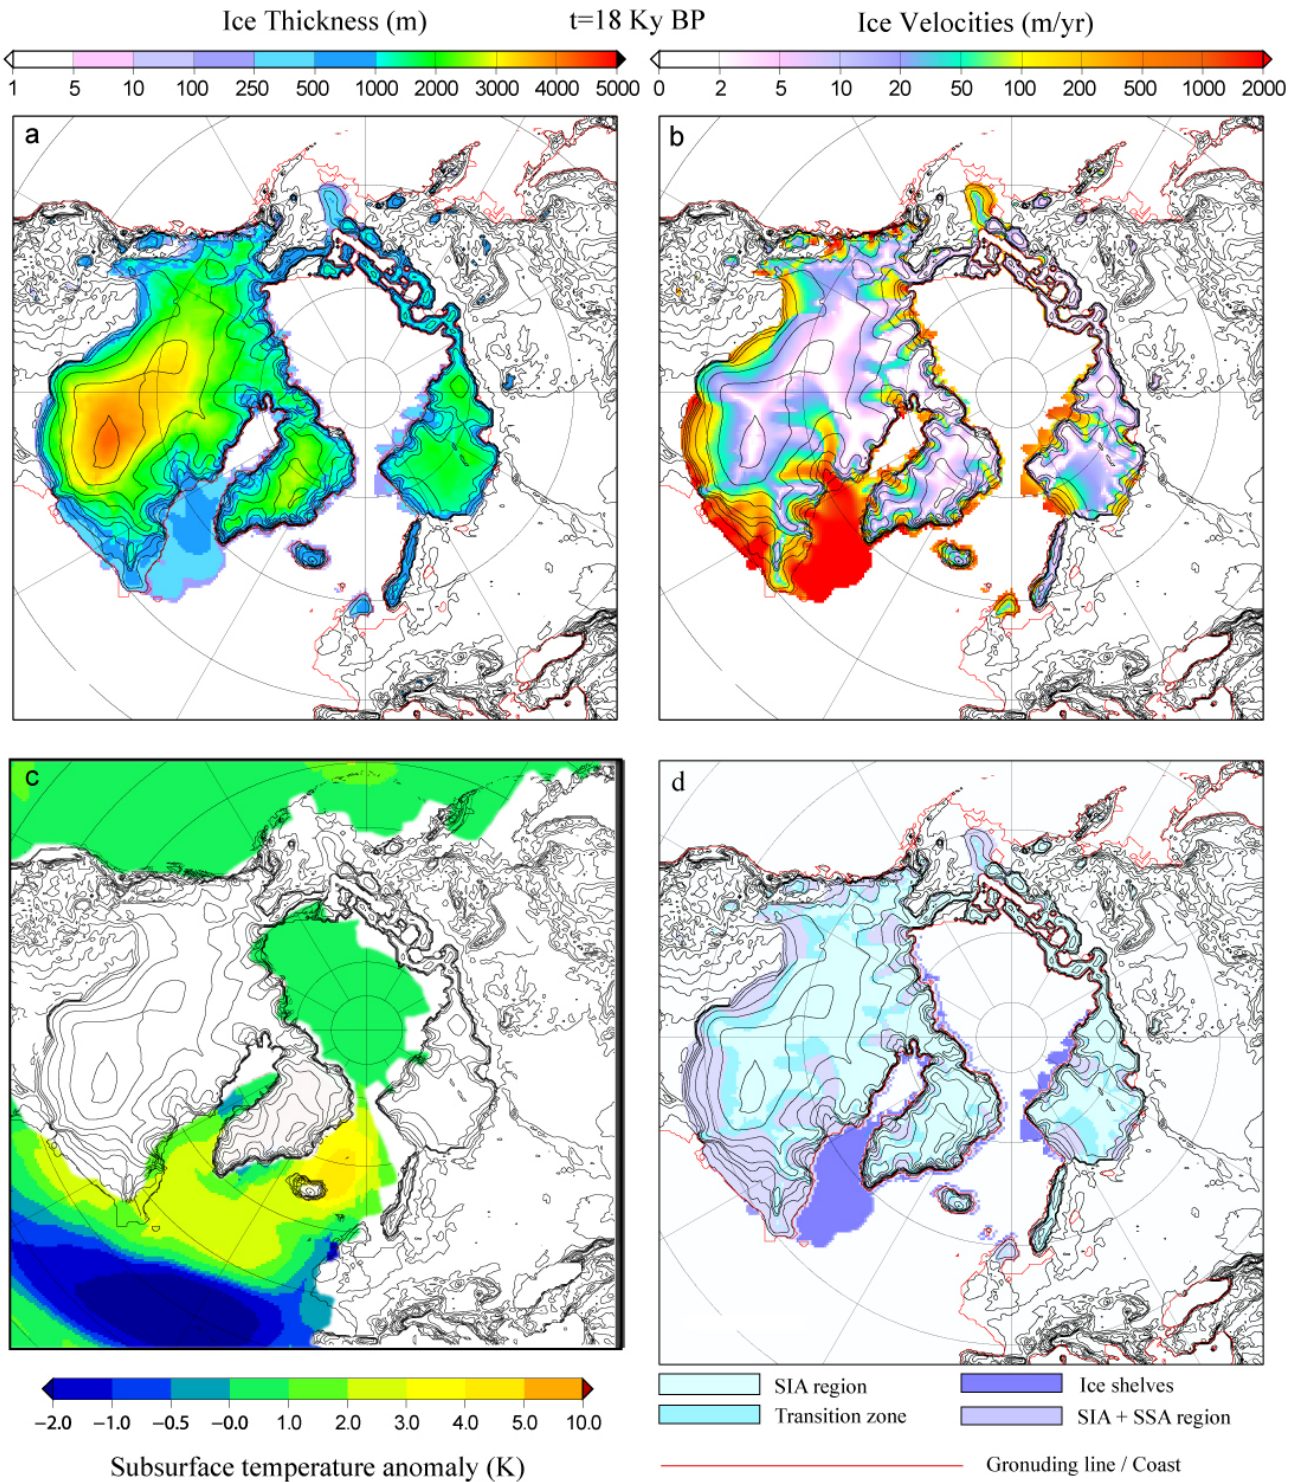 Ice Thickness (m) t=18 Ky BP Ice Velocities (m/yr)
1 5 10 100 250 500 1000 2000 3000 4000 5000 0 2 5 10 20 50 100 200 500 1000 2000
a b
c d
−2.0 −1.0 −0.5 −0.0 1.0 2.0 3.0 4.0 5.0 10.0
Subsurface temperature anomaly (K)
SIA region Ice shelves
Transition zone SIA + SSA region
Gronuding line / Coast